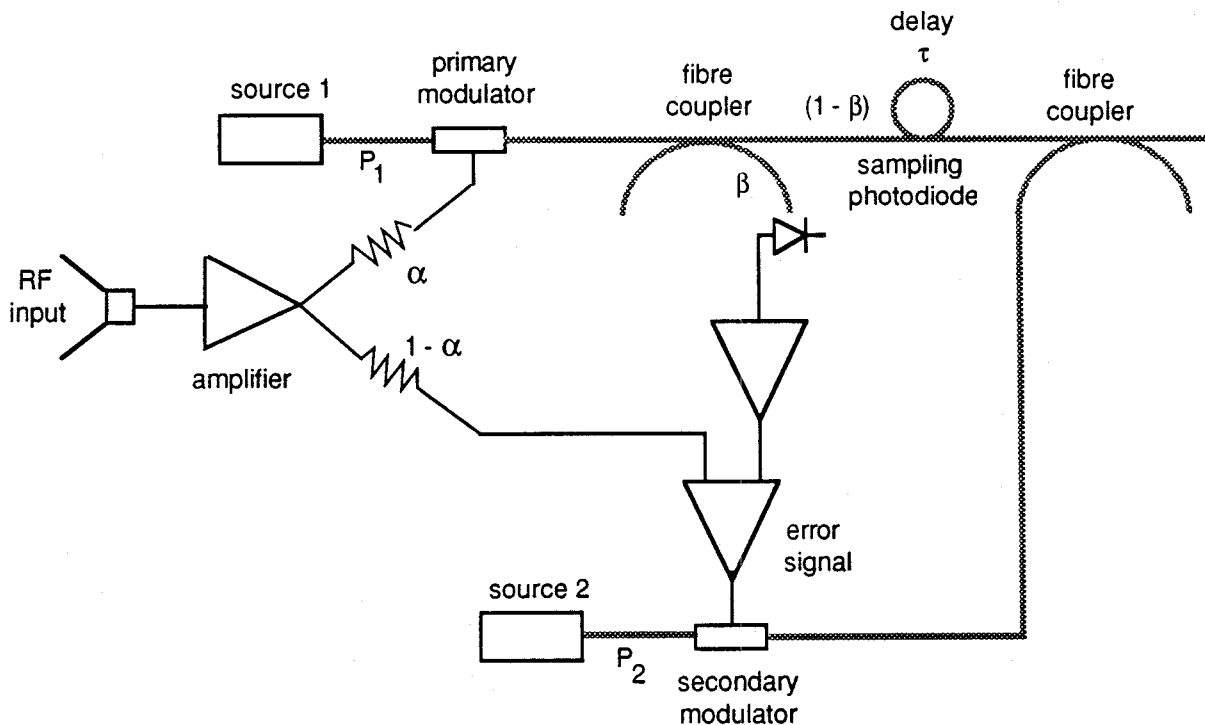 delay
τ
primary
modulator
fibre
coupler
fibre
coupler
source 1
(1 - β)
P1
sampling
photodiode
β
RF
input
α
1 - α
amplifier
error
signal
source 2
P2
secondary
modulator